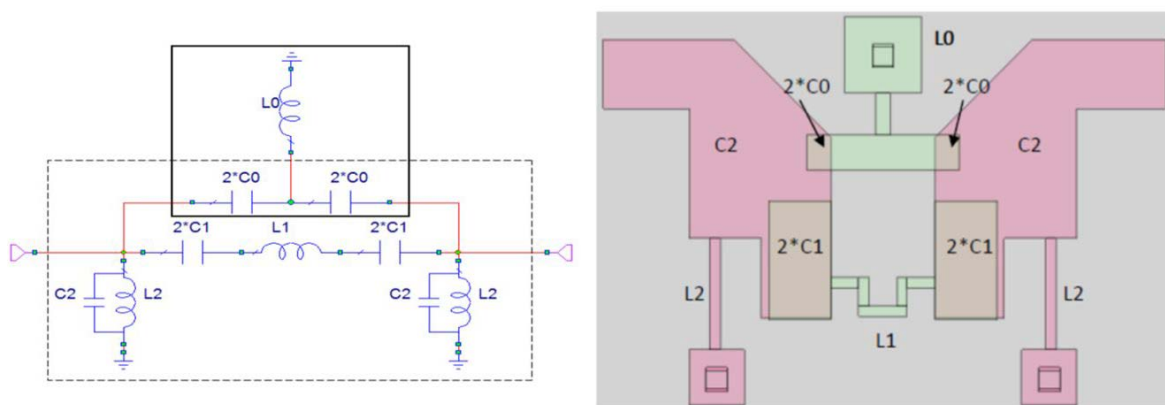 L0
2*C0 2*C0
2*C1 L1 2*C1
C2 L2 C2 L2
L0
2*C0 2*C0
C2 C2
2*C1 2*C1
L2 L2
L1